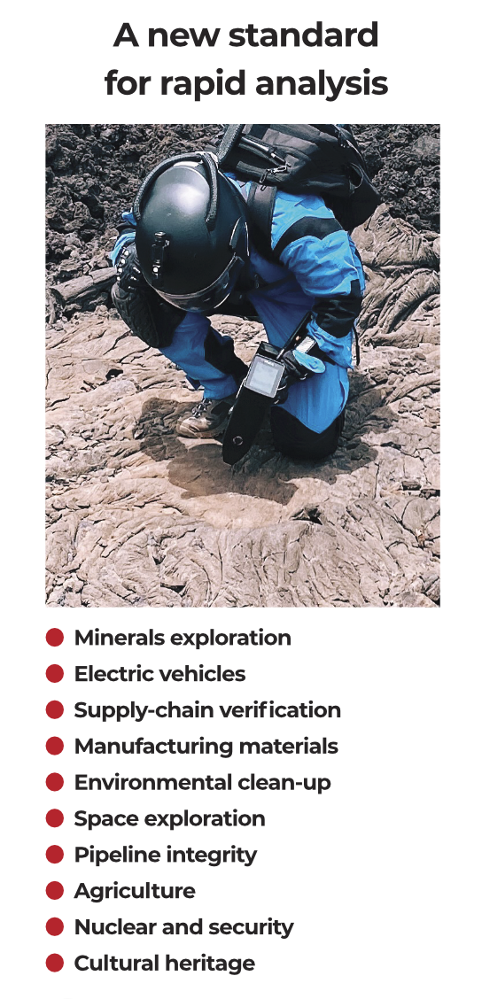 A new standard
for rapid analysis
Minerals exploration
Electric vehicles
Supply-chain verification
Manufacturing materials
Environmental clean-up
Space exploration
Pipeline integrity
Agriculture
Nuclear and security
Cultural heritage